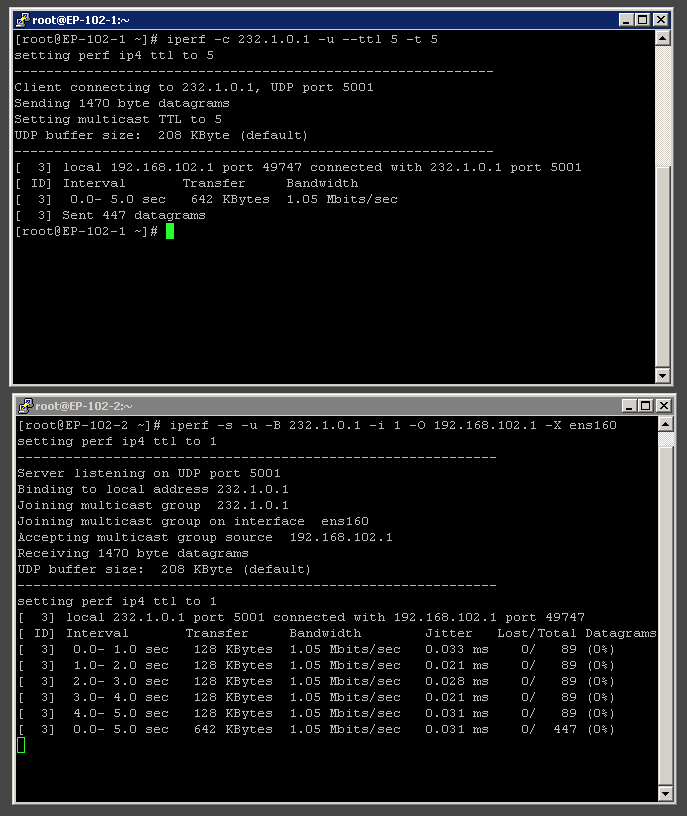 root@EP-102-1:~
[root@EP-102-1 ~]# iperf -c 232.1.0.1 -u --ttl 5 -t 5
setting perf ip4 ttl to 5
------------------------------------------------------------
Client connecting to 232.1.0.1, UDP port 5001
Sending 1470 byte datagrams
Setting multicast TTL to 5
UDP buffer size:  208 KByte (default)
------------------------------------------------------------
[  3] local 192.168.102.1 port 49747 connected with 232.1.0.1 port 5001
[ ID] Interval       Transfer     Bandwidth
[  3]  0.0- 5.0 sec   642 KBytes  1.05 Mbits/sec
[  3] Sent 447 datagrams
[root@EP-102-1 ~]#
root@EP-102-2:~
[root@EP-102-2 ~]# iperf -s -u -B 232.1.0.1 -i 1 -O 192.168.102.1 -X ens160
setting perf ip4 ttl to 1
------------------------------------------------------------
Server listening on UDP port 5001
Binding to local address 232.1.0.1
Joining multicast group  232.1.0.1
Joining multicast group on interface  ens160
Accepting multicast group source  192.168.102.1
Receiving 1470 byte datagrams
UDP buffer size:  208 KByte (default)
------------------------------------------------------------
setting perf ip4 ttl to 1
[  3] local 232.1.0.1 port 5001 connected with 192.168.102.1 port 49747
[ ID] Interval       Transfer     Bandwidth        Jitter   Lost/Total Datagrams
[  3]  0.0- 1.0 sec   128 KBytes  1.05 Mbits/sec   0.033 ms    0/   89 (0%)
[  3]  1.0- 2.0 sec   128 KBytes  1.05 Mbits/sec   0.021 ms    0/   89 (0%)
[  3]  2.0- 3.0 sec   128 KBytes  1.05 Mbits/sec   0.028 ms    0/   89 (0%)
[  3]  3.0- 4.0 sec   128 KBytes  1.05 Mbits/sec   0.021 ms    0/   89 (0%)
[  3]  4.0- 5.0 sec   128 KBytes  1.05 Mbits/sec   0.031 ms    0/   89 (0%)
[  3]  0.0- 5.0 sec   642 KBytes  1.05 Mbits/sec   0.031 ms    0/  447 (0%)